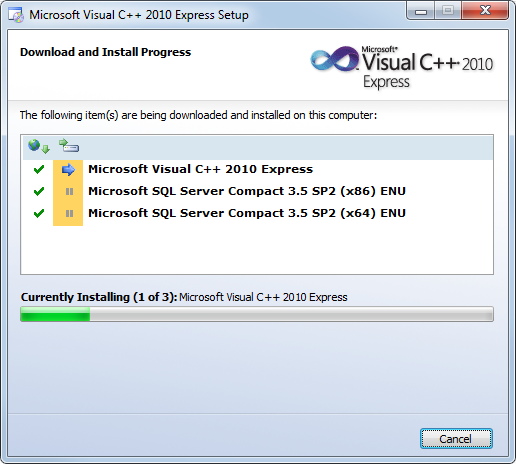 Microsoft Visual C++ 2010 Express Setup
Download and Install Progress
Microsoft®
Visual C++ 2010
Express
The following item(s) are being downloaded and installed on this computer:
Microsoft Visual C++ 2010 Express
Microsoft SQL Server Compact 3.5 SP2 (x86) ENU
Microsoft SQL Server Compact 3.5 SP2 (x64) ENU
Currently Installing (1 of 3): Microsoft Visual C++ 2010 Express
Cancel